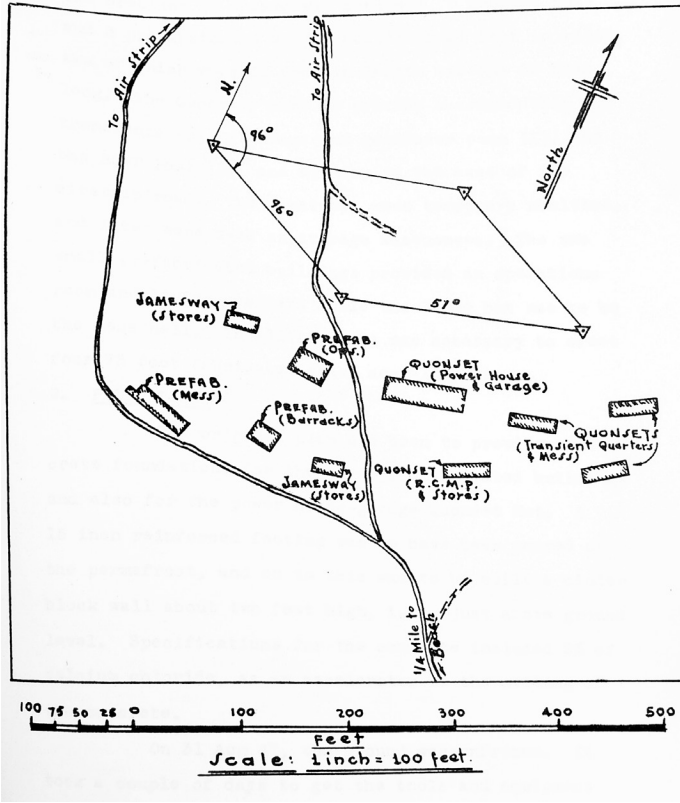 To Air Strip
To Air Strip
N.
96°
96°
North
51°
JAMESWAY
(Stores)
PREFAB.
(Ops.)
PREFAB.
(Mess)
QUONSET
(Power House
& Garage)
PREFAB.
(Barracks)
QUONSETS
(Transient Quarters
& Mess)
JAMESWAY
(Stores)
QUONSET
(R.C.M.P.
& Stores)
1/4 Mile to
Beach
100 75 50 25 0 100 200 300 400 500
Feet
Scale: 1 inch = 100 feet.